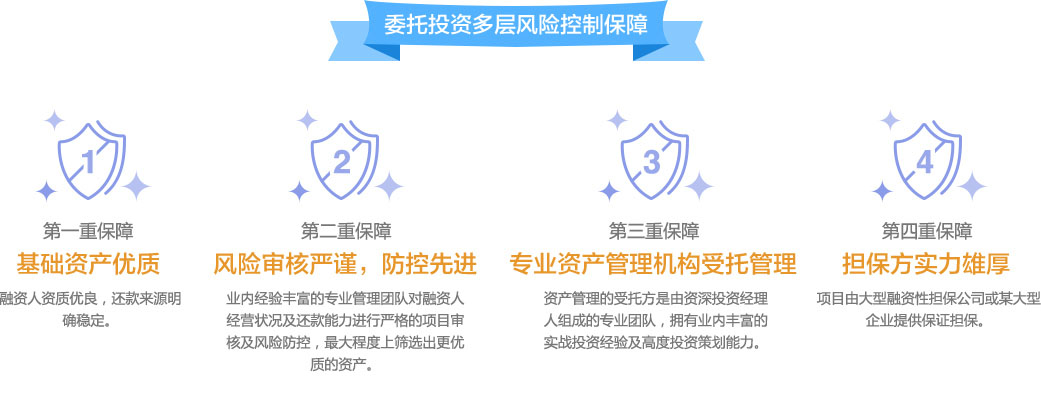 委托投资多层风险控制保障
1
第一重保障
基础资产优质
融资人资质优良，还款来源明
确稳定。
2
第二重保障
风险审核严谨，防控先进
业内经验丰富的专业管理团队对融资人
经营状况及还款能力进行严格的项目审
核及风险防控，最大程度上筛选出更优
质的资产。
3
第三重保障
专业资产管理机构受托管理
资产管理的受托方是由资深投资经理
人组成的专业团队，拥有业内丰富的
实战投资经验及高度投资策划能力。
4
第四重保障
担保方实力雄厚
项目由大型融资性担保公司或某大型
企业提供保证担保。